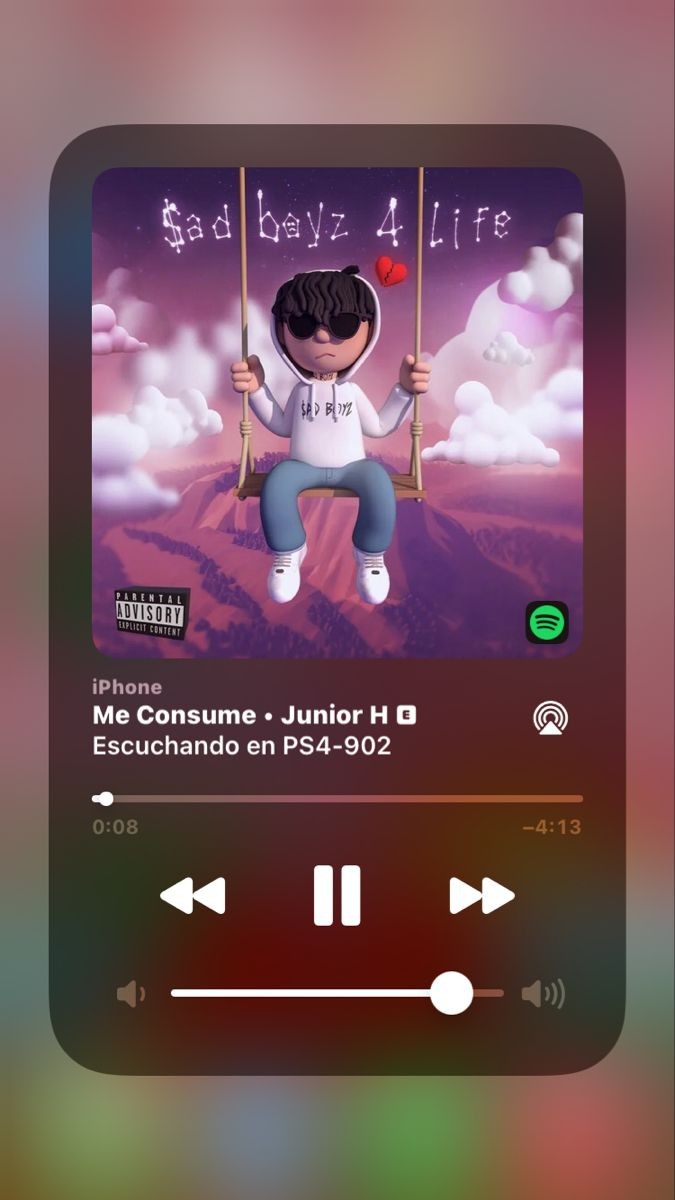 $ad boyz 4 Life
$AD BOYZ
PARENTAL
ADVISORY
EXPLICIT CONTENT
iPhone
Me Consume • Junior H E
Escuchando en PS4-902
0:08
–4:13